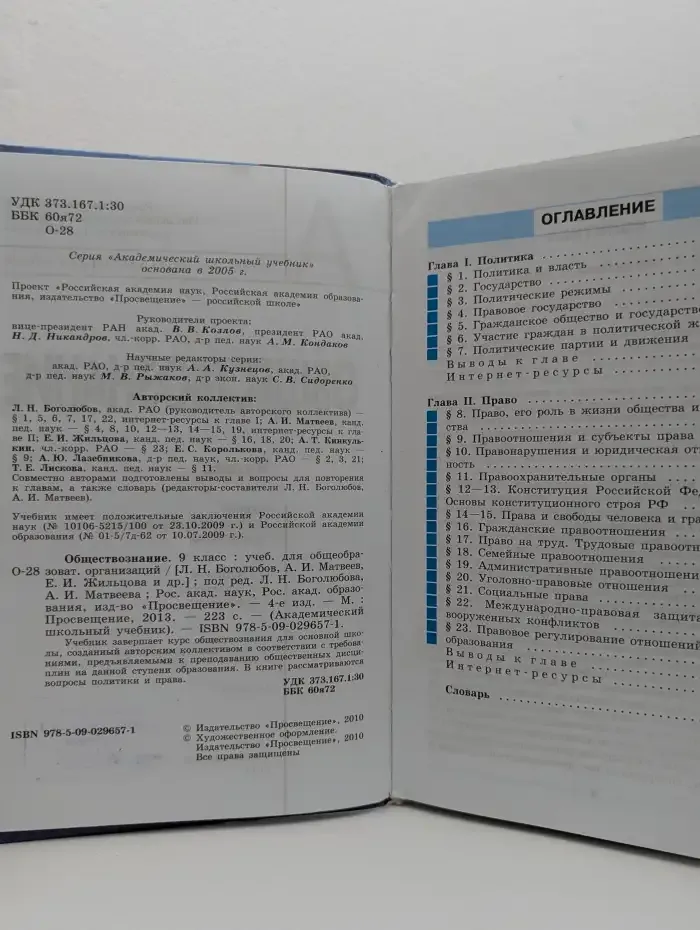 УДК 373.167.1:30
ББК 60я72
О-28
Серия «Академический школьный учебник»
основана в 2005 г.
Проект «Российская академия наук, Российская академия образова-
ния, издательство «Просвещение» — российской школе»
Руководители проекта:
вице-президент РАН акад. В. В. Козлов, президент РАО акад.
Н. Д. Никандров, чл.-корр. РАО, д-р пед. наук А. М. Кондаков
Научные редакторы серии:
акад. РАО, д-р пед. наук А. А. Кузнецов, акад. РАО,
д-р пед. наук М. В. Рыжаков, д-р экон. наук С. В. Сидоренко
Авторский коллектив:
Л. Н. Боголюбов, акад. РАО (руководитель авторского коллектива) —
§ 1, 5, 6, 7, 17, 22, интернет-ресурсы к главе I; А. И. Матвеев, канд.
пед. наук — § 4, 8, 10, 12—13, 14—15, 19, интернет-ресурсы к гла-
ве II; Е. И. Жильцова, канд. пед. наук — § 16, 18, 20; А. Т. Кинкуль-
кин, чл.-корр. РАО — § 23; Е. С. Королькова, канд. пед. наук —
§ 9; А. Ю. Лазебникова, д-р пед. наук, чл.-корр. РАО — § 2, 3, 21;
Т. Е. Лискова, канд. пед. наук — § 11.
Совместно авторами подготовлены выводы и вопросы для повторения
к главам, а также словарь (редакторы-составители Л. Н. Боголюбов,
А. И. Матвеев).
Учебник имеет положительные заключения Российской академии
наук (№ 10106-5215/100 от 23.10.2009 г.) и Российской академии
образования (№ 01-5/7д-62 от 10.07.2009 г.).
Обществознание. 9 класс : учеб. для общеобра-
О-28 зоват. организаций / [Л. Н. Боголюбов, А. И. Матвеев,
Е. И. Жильцова и др.] ; под ред. Л. Н. Боголюбова,
А. И. Матвеева ; Рос. акад. наук, Рос. акад. образо-
вания, изд-во «Просвещение». — 4-е изд. — М. :
Просвещение, 2013. — 223 с. — (Академический
школьный учебник). — ISBN 978-5-09-029657-1.
Учебник завершает курс обществознания для основной шко-
лы, созданный авторским коллективом в соответствии с требова-
ниями, предъявляемыми к преподаванию общественных дисци-
плин на данной ступени образования. В книге рассматриваются
вопросы политики и права.
УДК 373.167.1:30
ББК 60я72
ISBN 978-5-09-029657-1
© Издательство «Просвещение», 2010
© Художественное оформление.
Издательство «Просвещение», 2010
Все права защищены
ОГЛАВЛЕНИЕ
Глава I. Политика
§ 1. Политика и власть
§ 2. Государство
§ 3. Политические режимы
§ 4. Правовое государство
§ 5. Гражданское общество и государство
§ 6. Участие граждан в политической ж
§ 7. Политические партии и движения
Выводы к главе
Интернет-ресурсы
Глава II. Право
§ 8. Право, его роль в жизни общества и
ства
§ 9. Правоотношения и субъекты права
§ 10. Правонарушения и юридическая от
ность
§ 11. Правоохранительные органы
§ 12—13. Конституция Российской Фе
Основы конституционного строя РФ
§ 14—15. Права и свободы человека и гра
§ 16. Гражданские правоотношения
§ 17. Право на труд. Трудовые правоотн
§ 18. Семейные правоотношения
§ 19. Административные правоотношени
§ 20. Уголовно-правовые отношения
§ 21. Социальные права
§ 22. Международно-правовая защита
вооруженных конфликтов
§ 23. Правовое регулирование отношений
образования
Выводы к главе
Интернет-ресурсы
Словарь